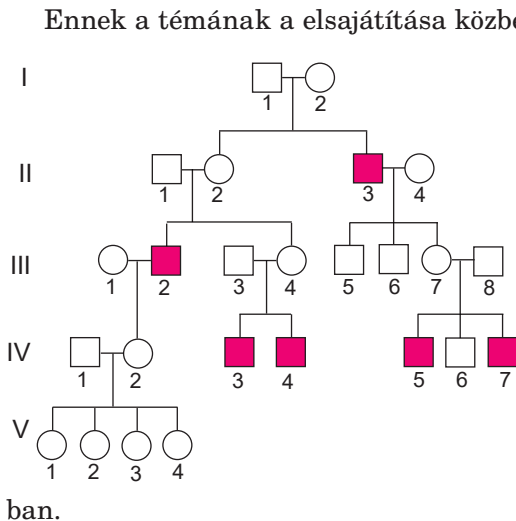 Ennek a témának a elsajátítása közbe
I
1 2
II
1 2 3 4
III
1 2 3 4 5 6 7 8
IV
1 2 3 4 5 6 7
V
1 2 3 4
ban.